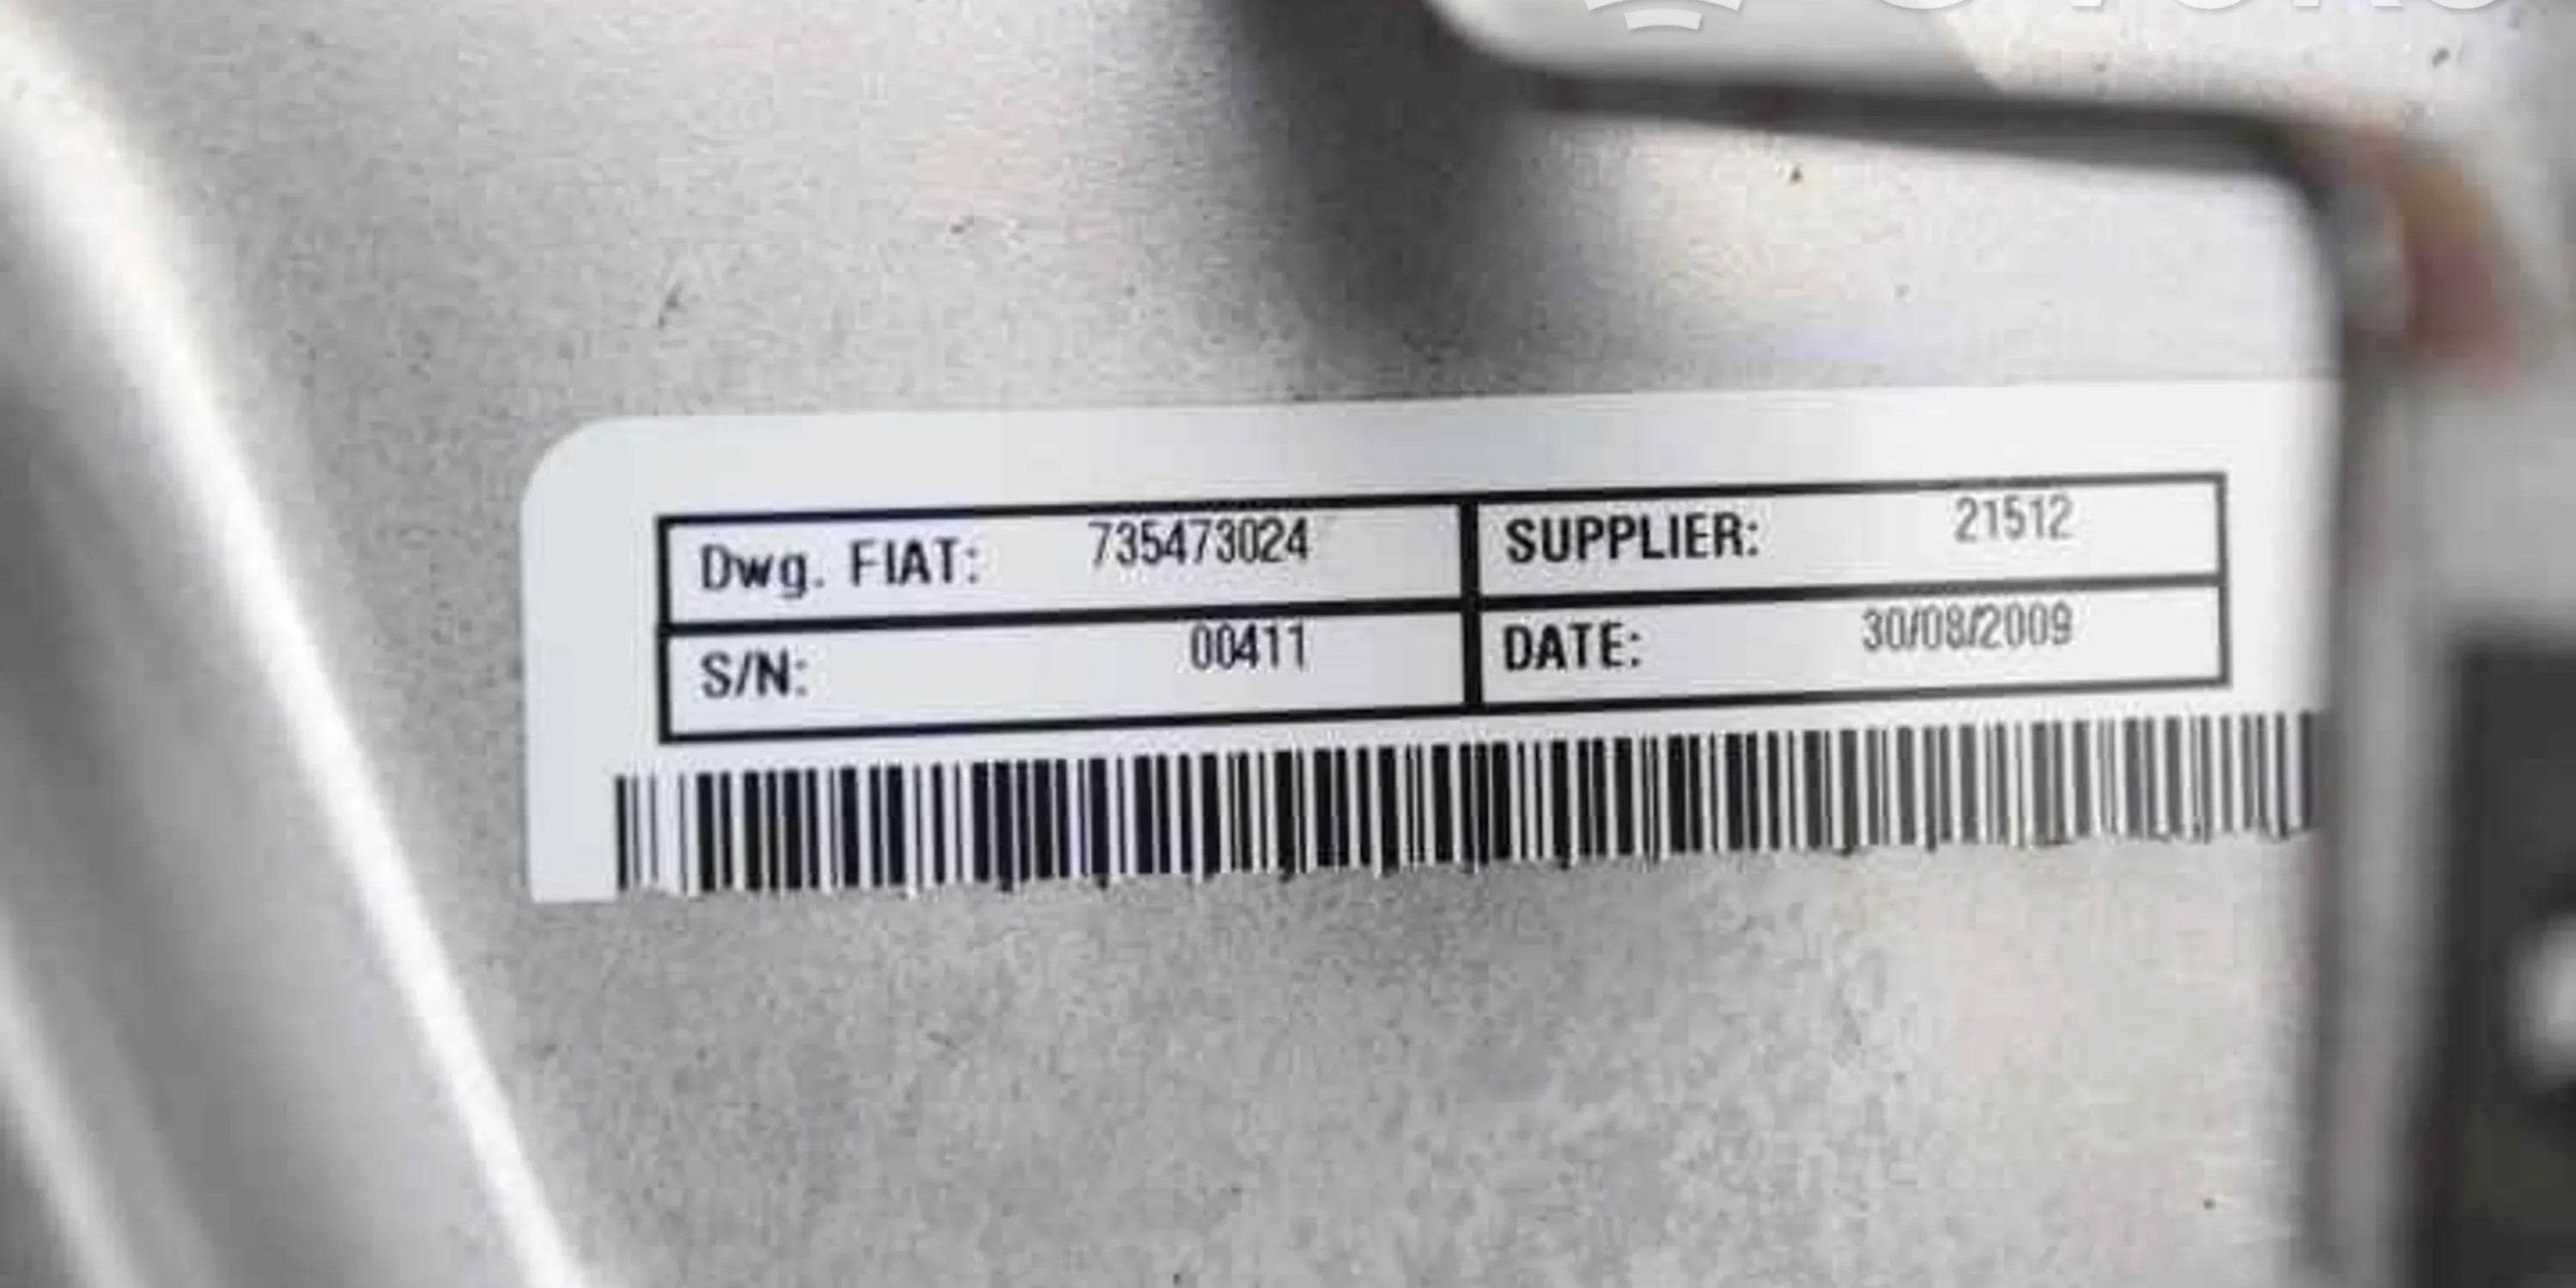 Dwg. FIAT: 735473024 SUPPLIER: 21512
S/N: 00411 DATE: 30/08/2009